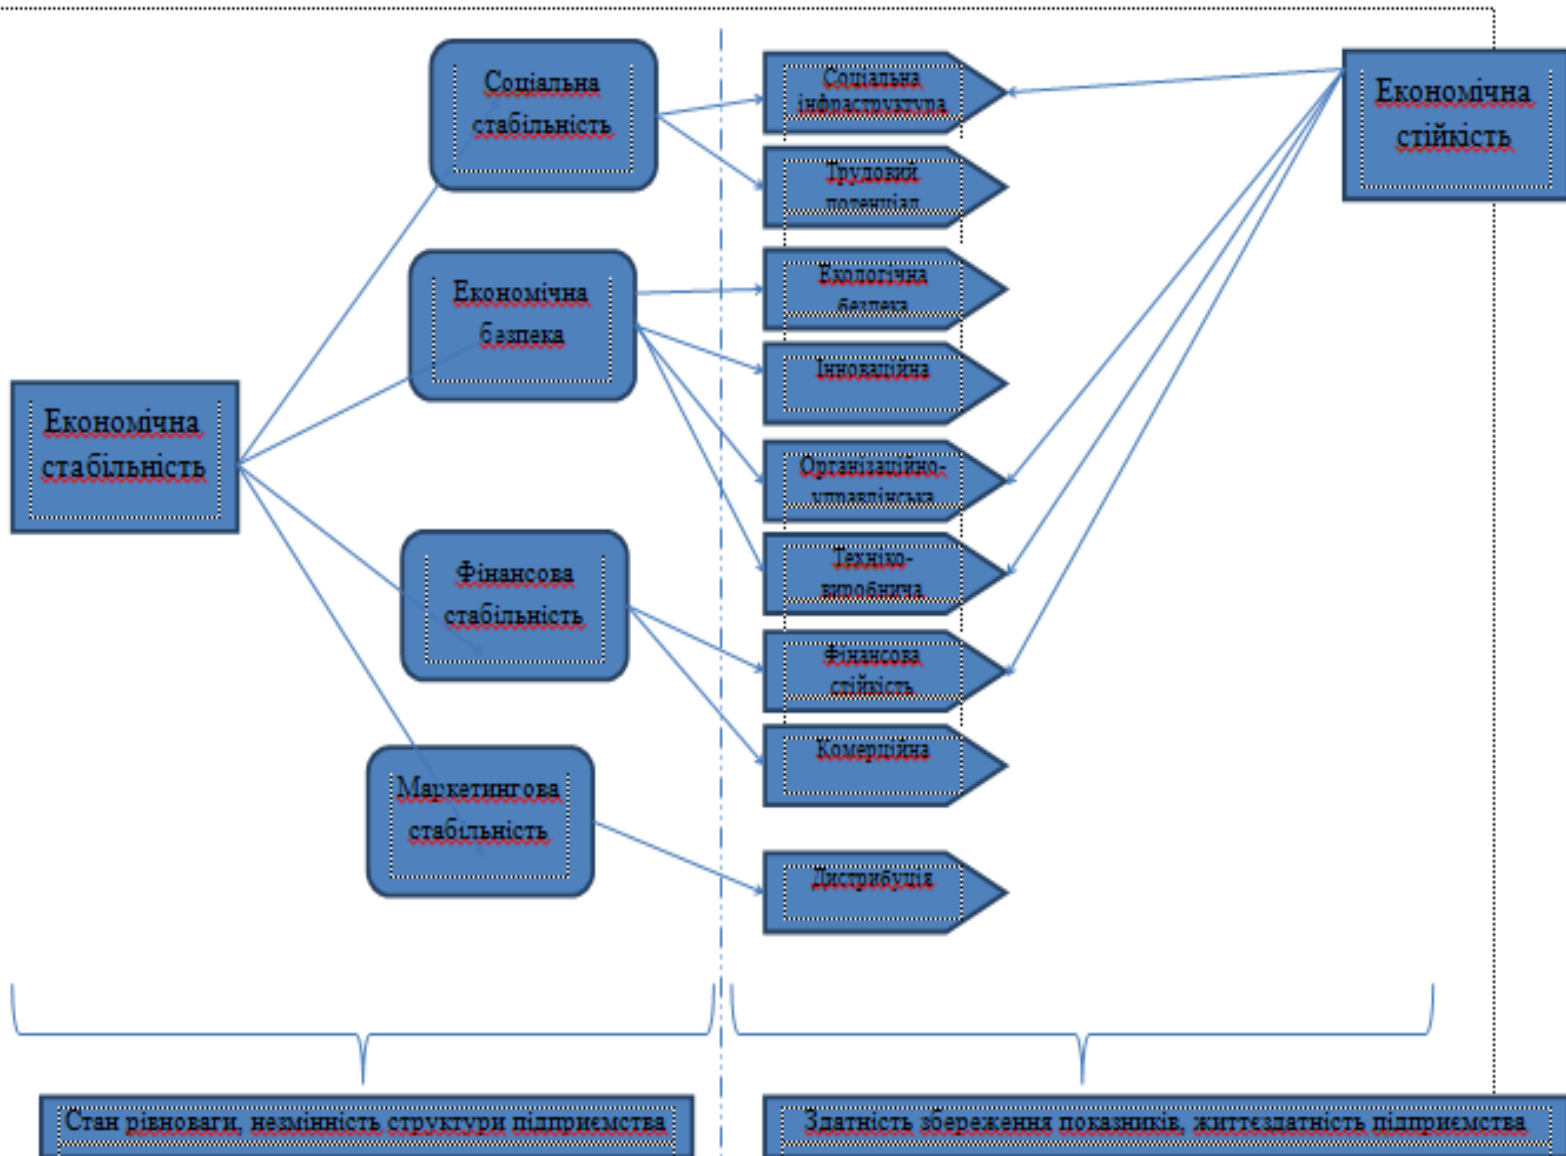 Економічна
стабільність
Соціальна
стабільність
Економічна
безпека
Фінансова
стабільність
Маркетингова
стабільність
Соціальна
інфраструктура
Трудовий
потенціал
Екологічна
безпека
Інноваційна
Організаційно-
управлінська
Техніко-
виробнича
Фінансова
стійкість
Комерційна
Дистрибуція
Економічна
стійкість
Стан рівноваги, незмінність структури підприємства
Здатність збереження показників, життєздатність підприємства